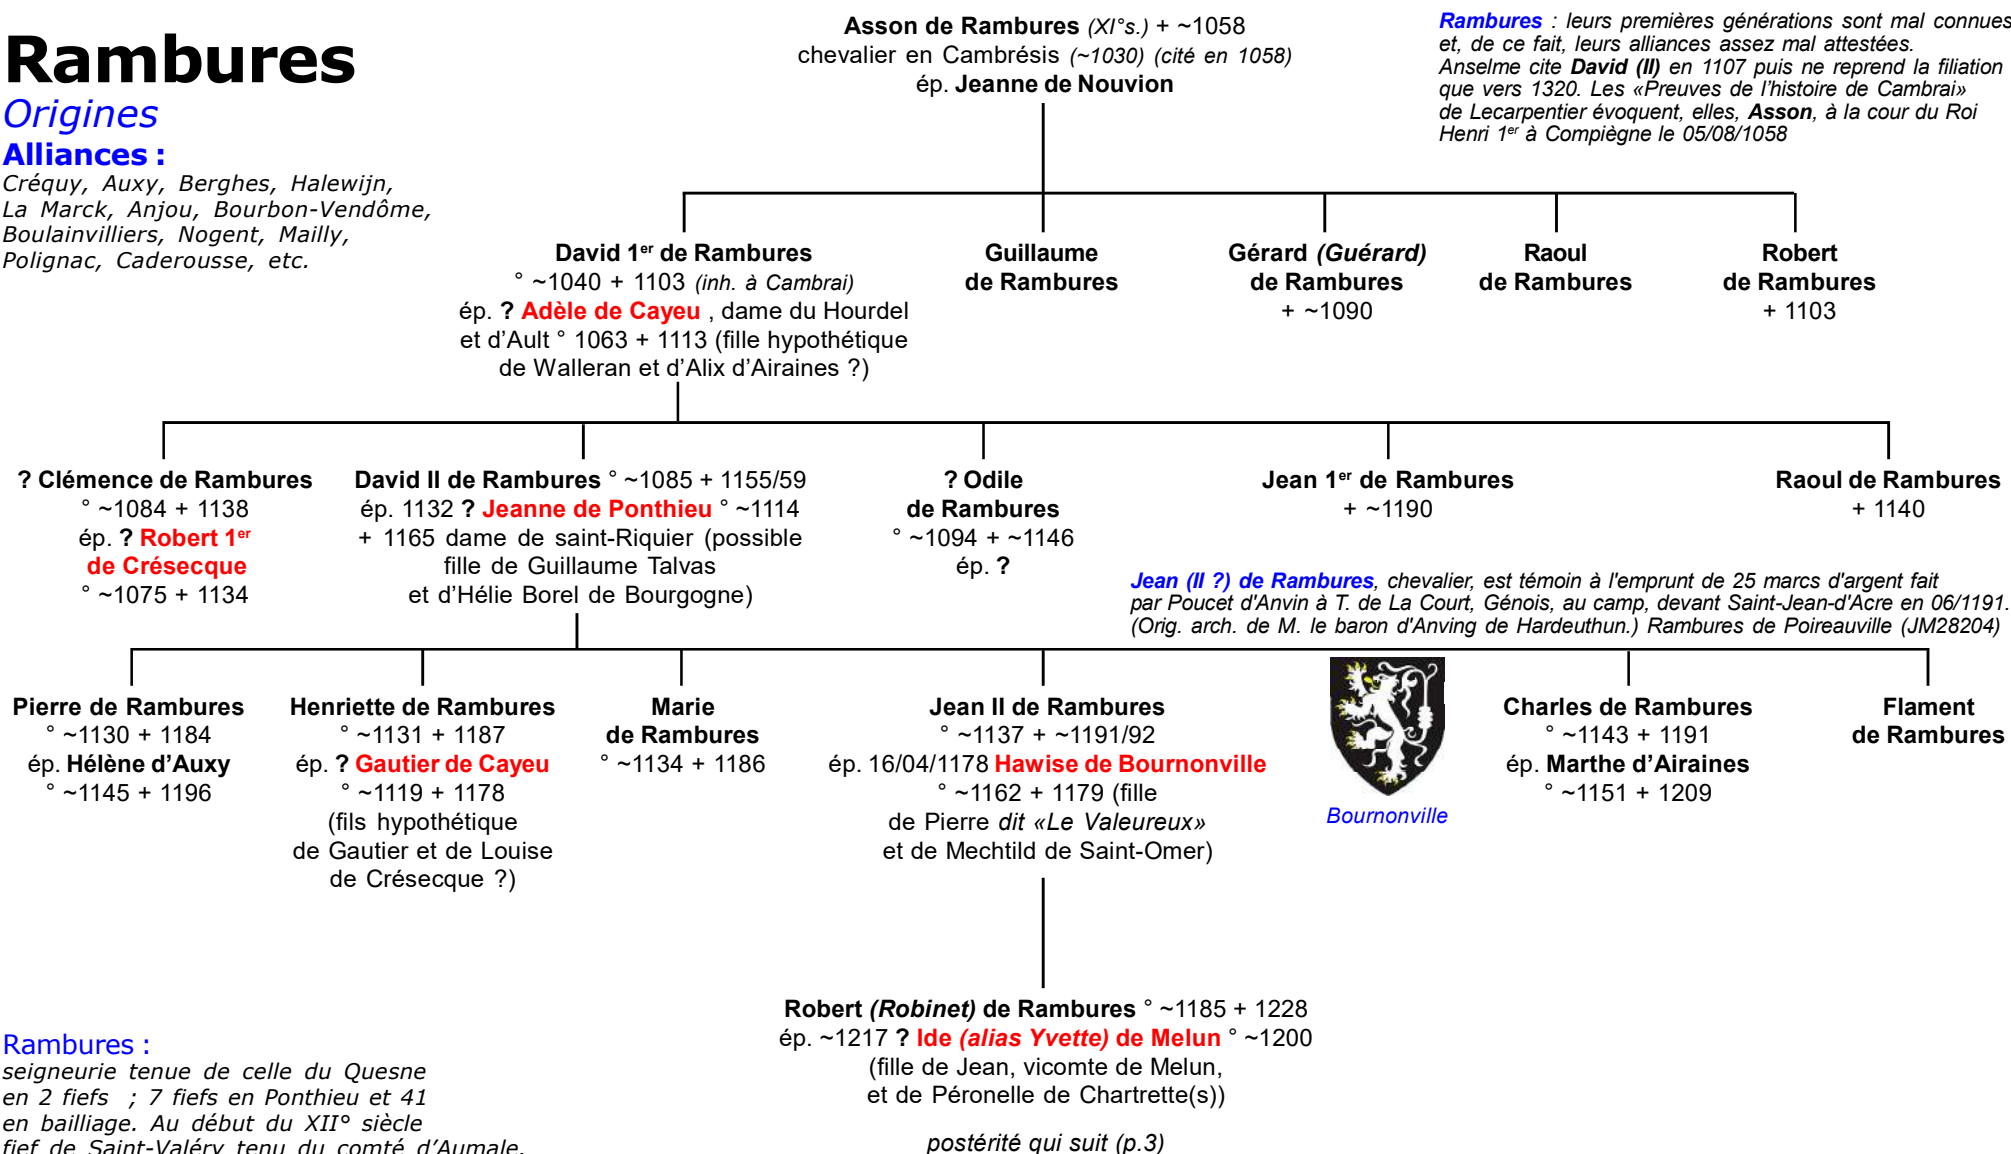 Rambures
Origines
Alliances :
Créquy, Auxy, Berghes, Halewijn,
La Marck, Anjou, Bourbon-Vendôme,
Boulainvilliers, Nogent, Mailly,
Polignac, Caderousse, etc.
Asson de Rambures (XI°s.) + ~1058
chevalier en Cambrésis (~1030) (cité en 1058)
ép. Jeanne de Nouvion
Rambures : leurs premières générations sont mal connues
et, de ce fait, leurs alliances assez mal attestées.
Anselme cite David (II) en 1107 puis ne reprend la filiation
que vers 1320. Les «Preuves de l'histoire de Cambrai»
de Lecarpentier évoquent, elles, Asson, à la cour du Roi
Henri 1er à Compiègne le 05/08/1058
David 1er de Rambures
° ~1040 + 1103 (inh. à Cambrai)
ép. ? Adèle de Cayeu , dame du Hourdel
et d'Ault ° 1063 + 1113 (fille hypothétique
de Walleran et d'Alix d'Airaines ?)
Guillaume
de Rambures
Gérard (Guérard)
de Rambures
+ ~1090
Raoul
de Rambures
Robert
de Rambures
+ 1103
? Clémence de Rambures
° ~1084 + 1138
ép. ? Robert 1er
de Crésecque
° ~1075 + 1134
David II de Rambures ° ~1085 + 1155/59
ép. 1132 ? Jeanne de Ponthieu ° ~1114
+ 1165 dame de saint-Riquier (possible
fille de Guillaume Talvas
et d'Hélie Borel de Bourgogne)
? Odile
de Rambures
° ~1094 + ~1146
ép. ?
Jean 1er de Rambures
+ ~1190
Raoul de Rambures
+ 1140
Jean (II ?) de Rambures, chevalier, est témoin à l'emprunt de 25 marcs d'argent fait
par Poucet d'Anvin à T. de La Court, Génois, au camp, devant Saint-Jean-d'Acre en 06/1191.
(Orig. arch. de M. le baron d'Anving de Hardeuthun.) Rambures de Poireauville (JM28204)
Pierre de Rambures
° ~1130 + 1184
ép. Hélène d'Auxy
° ~1145 + 1196
Henriette de Rambures
° ~1131 + 1187
ép. ? Gautier de Cayeu
° ~1119 + 1178
(fils hypothétique
de Gautier et de Louise
de Crésecque ?)
Marie
de Rambures
° ~1134 + 1186
Jean II de Rambures
° ~1137 + ~1191/92
ép. 16/04/1178 Hawise de Bournonville
° ~1162 + 1179 (fille
de Pierre dit «Le Valeureux»
et de Mechtild de Saint-Omer)
Bournonville
Charles de Rambures
° ~1143 + 1191
ép. Marthe d'Airaines
° ~1151 + 1209
Flament
de Rambures
Robert (Robinet) de Rambures ° ~1185 + 1228
ép. ~1217 ? Ide (alias Yvette) de Melun ° ~1200
(fille de Jean, vicomte de Melun,
et de Péronelle de Chartrette(s))
postérité qui suit (p.3)
Rambures :
seigneurie tenue de celle du Quesne
en 2 fiefs ; 7 fiefs en Ponthieu et 41
en bailliage. Au début du XII° siècle
fief de Saint-Valéry tenu du comté d'Aumale.